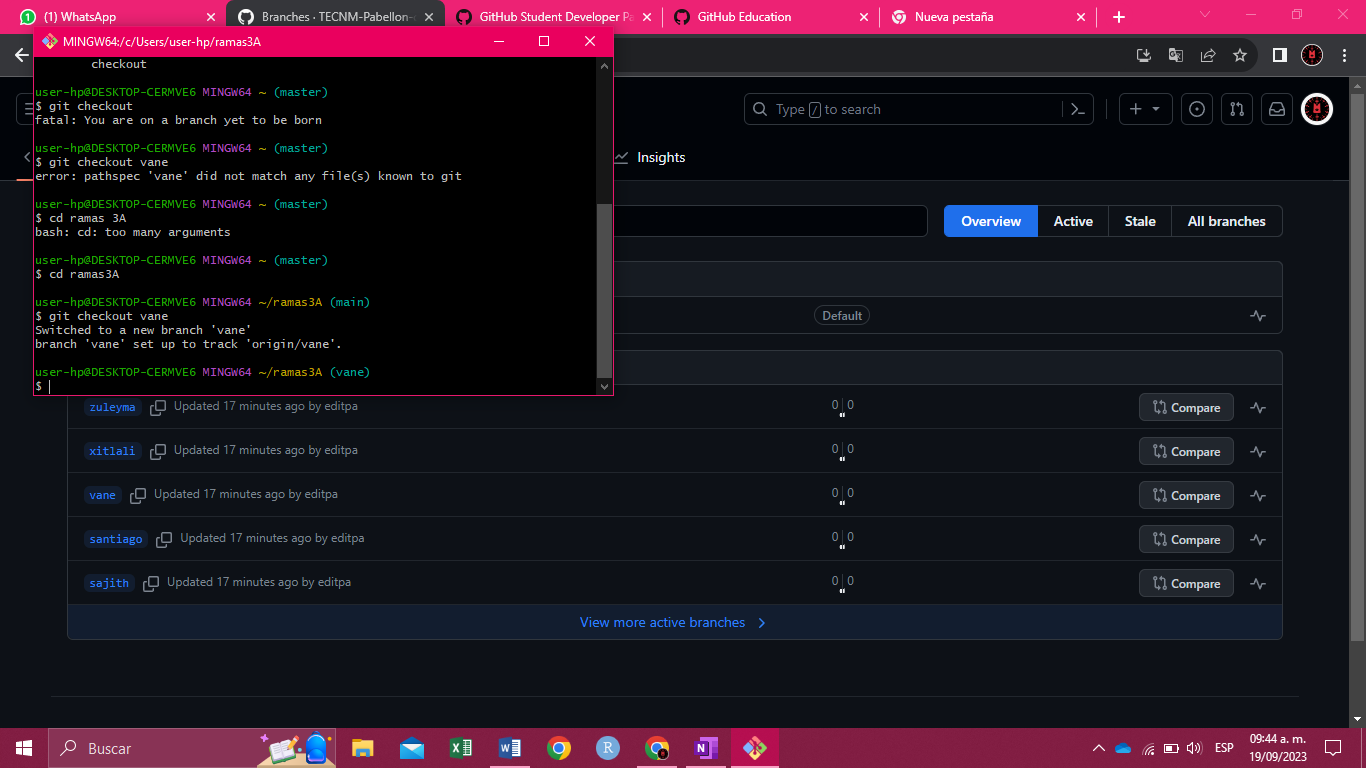 (1) WhatsApp
Branches · TECNM-Pabellon-
GitHub Student Developer Pa
GitHub Education
Nueva pestaña
MINGW64:/c/Users/user-hp/ramas3A
checkout
user-hp@DESKTOP-CERMVE6 MINGW64 ~ (master)
$ git checkout
fatal: You are on a branch yet to be born
user-hp@DESKTOP-CERMVE6 MINGW64 ~ (master)
$ git checkout vane
error: pathspec 'vane' did not match any file(s) known to git
user-hp@DESKTOP-CERMVE6 MINGW64 ~ (master)
$ cd ramas 3A
bash: cd: too many arguments
user-hp@DESKTOP-CERMVE6 MINGW64 ~ (master)
$ cd ramas3A
user-hp@DESKTOP-CERMVE6 MINGW64 ~/ramas3A (main)
$ git checkout vane
Switched to a new branch 'vane'
branch 'vane' set up to track 'origin/vane'.
user-hp@DESKTOP-CERMVE6 MINGW64 ~/ramas3A (vane)
$
Type / to search
Insights
Overview Active Stale All branches
Default
zuleyma Updated 17 minutes ago by editpa 0 0 Compare
xitlali Updated 17 minutes ago by editpa 0 0 Compare
vane Updated 17 minutes ago by editpa 0 0 Compare
santiago Updated 17 minutes ago by editpa 0 0 Compare
sajith Updated 17 minutes ago by editpa 0 0 Compare
View more active branches
Buscar
ESP
09:44 a. m.
19/09/2023